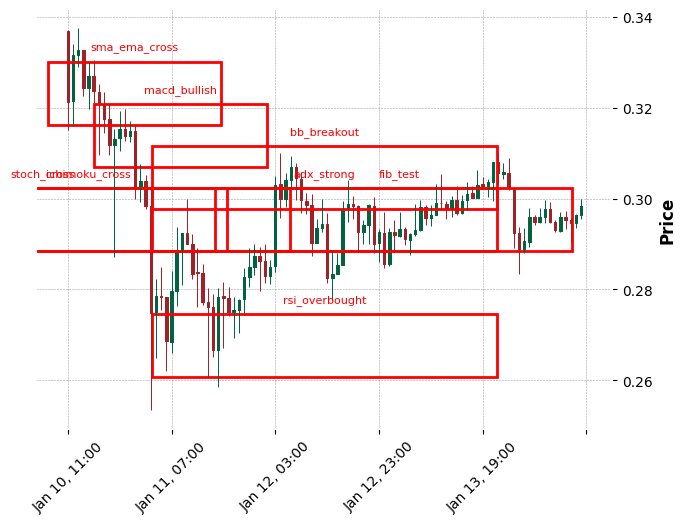 0.34
sma_ema_cross
macd_bullish
0.32
bb_breakout
stoch_cross
ichimoku_cross
adx_strong
fib_test
0.30
Price
0.28
rsi_overbought
0.26
Jan 10, 11:00
Jan 11, 07:00
Jan 12, 03:00
Jan 12, 23:00
Jan 13, 19:00